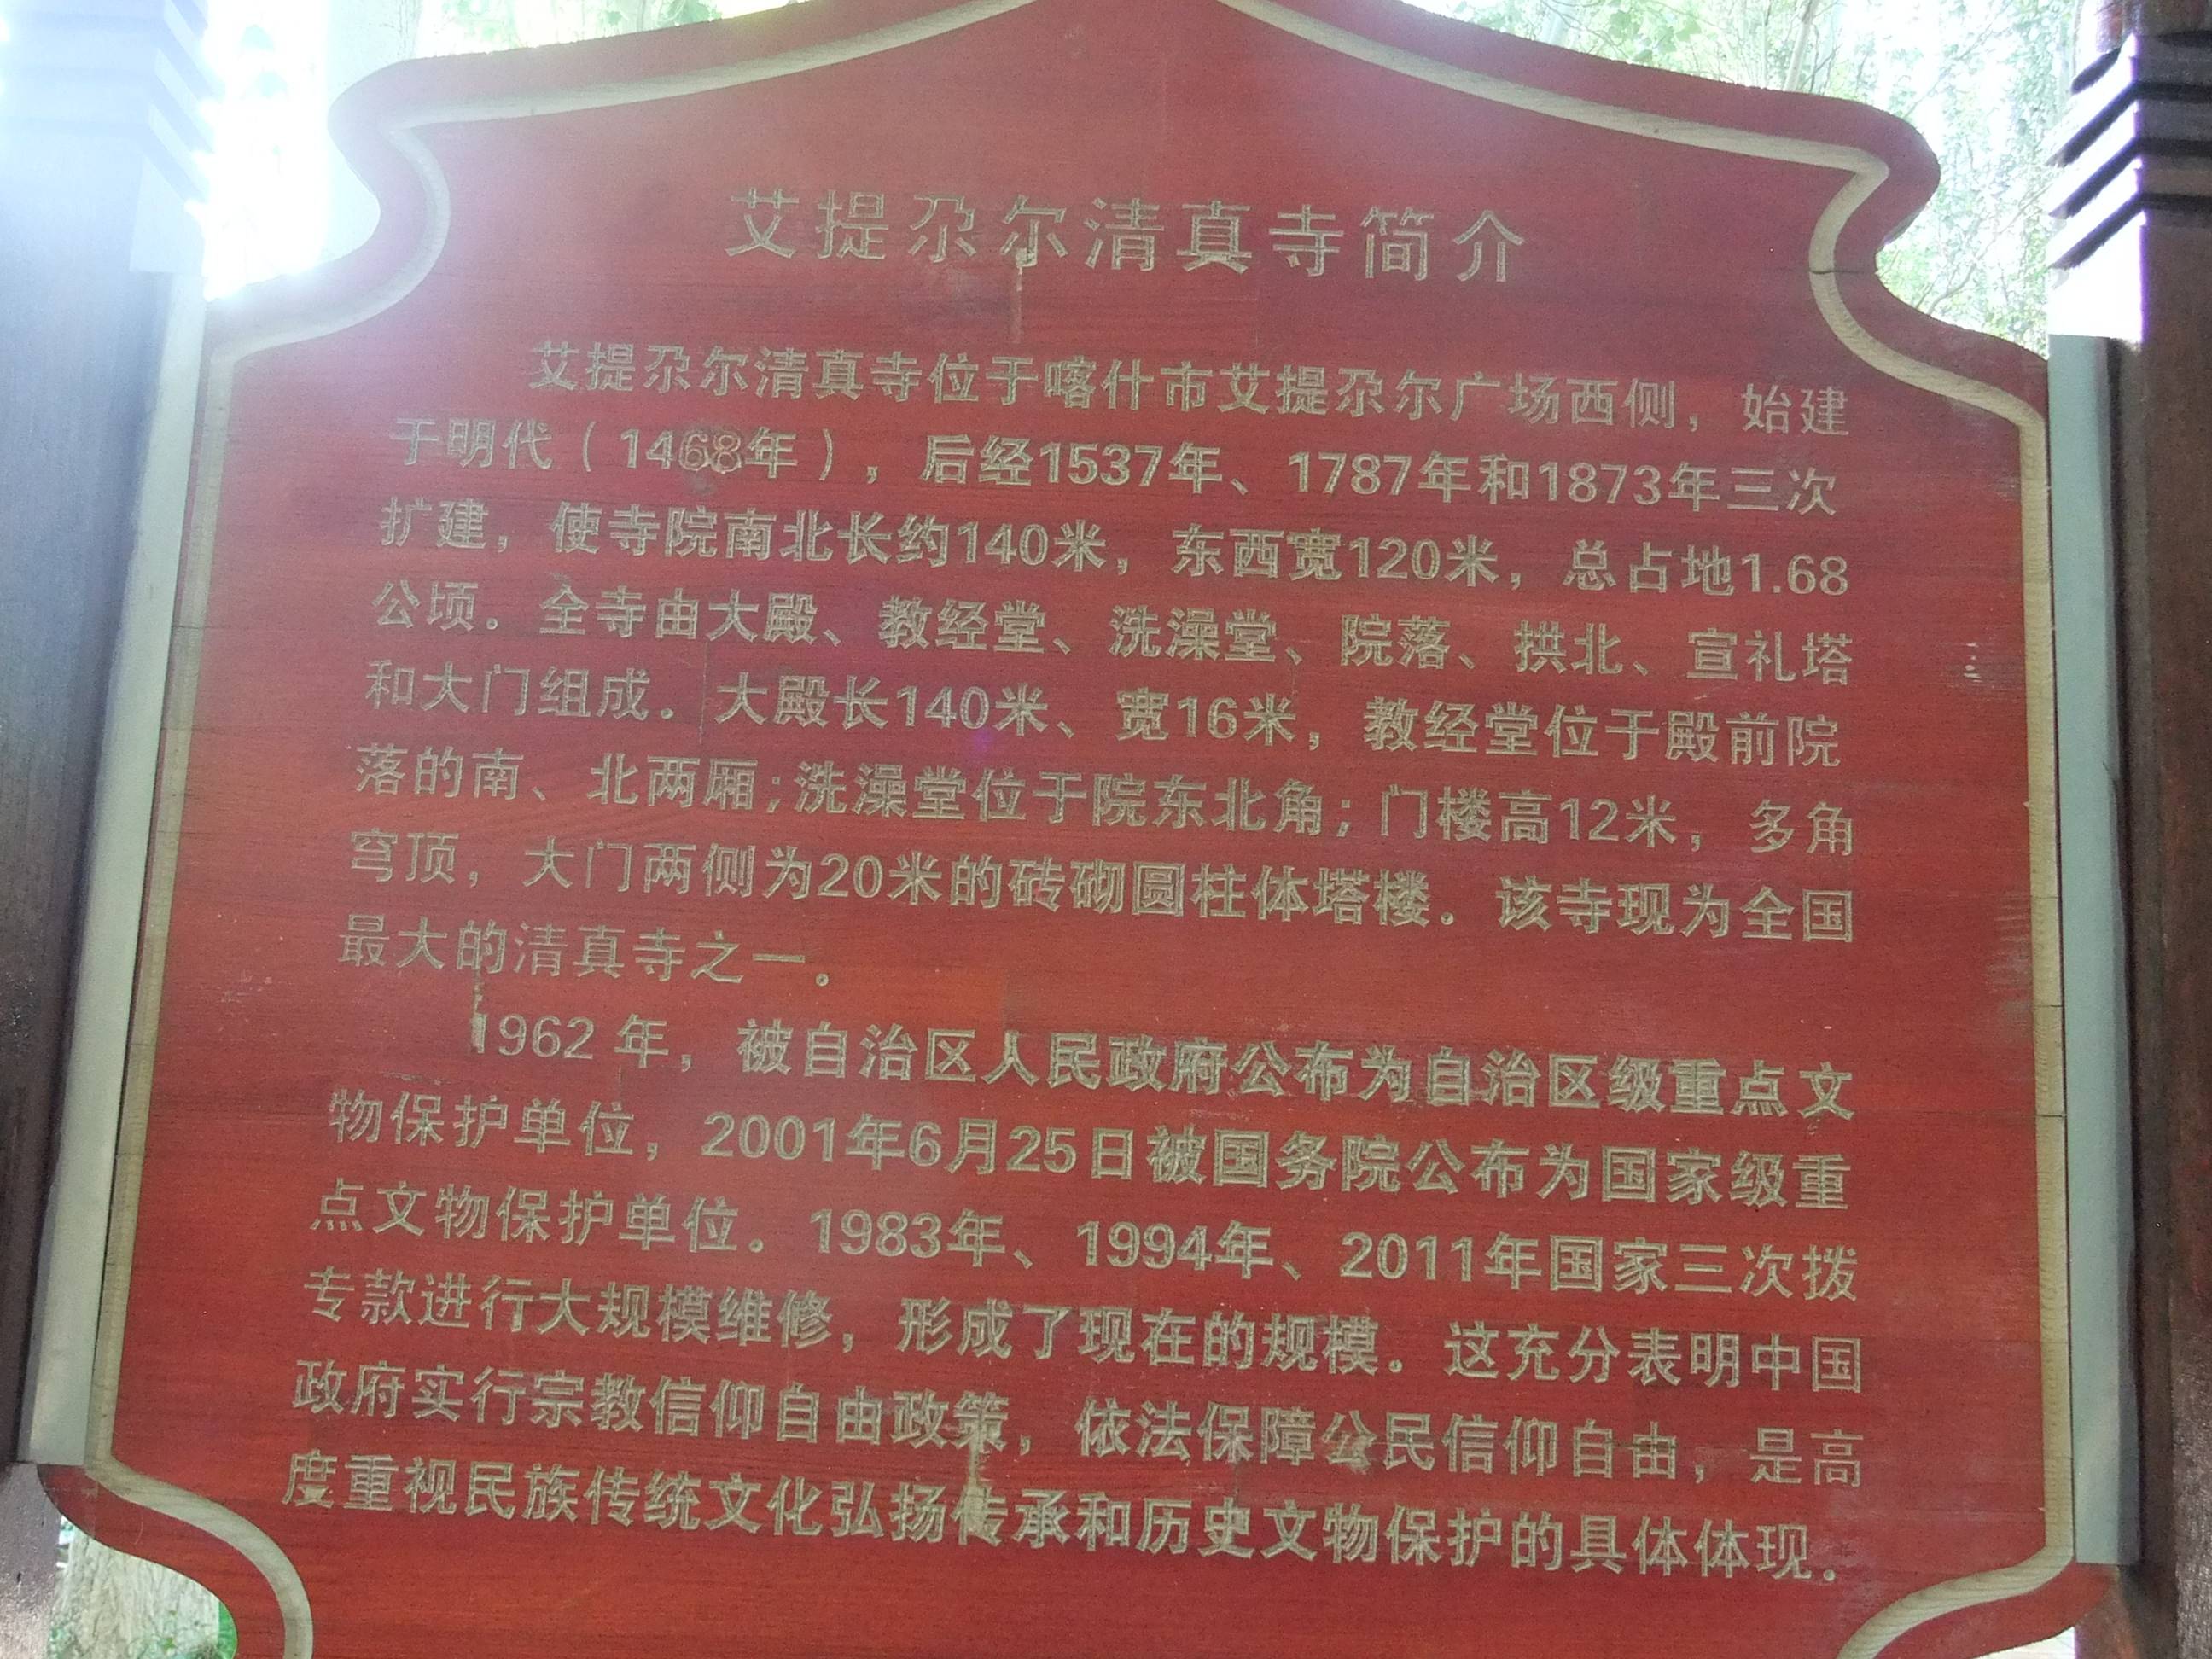 艾提尕尔清真寺简介
艾提尕尔清真寺位于喀什市艾提尕尔广场西侧，始建
于明代（1468年），后经1537年、1787年和1873年三次
扩建，使寺院南北长约140米，东西宽120米，总占地1.68
公顷．全寺由大殿、教经堂、洗澡堂、院落、拱北、宣礼塔
和大门组成．大殿长140米、宽16米，教经堂位于殿前院
落的南、北两厢；洗澡堂位于院东北角；门楼高12米，多角
穹顶，大门两侧为20米的砖砌圆柱体塔楼．该寺现为全国
最大的清真寺之一．
1962 年，被自治区人民政府公布为自治区级重点文
物保护单位，2001年6月25日被国务院公布为国家级重
点文物保护单位．1983年、1994年、2011年国家三次拨
专款进行大规模维修，形成了现在的规模．这充分表明中国
政府实行宗教信仰自由政策，依法保障公民信仰自由，是高
度重视民族传统文化弘扬传承和历史文物保护的具体体现．